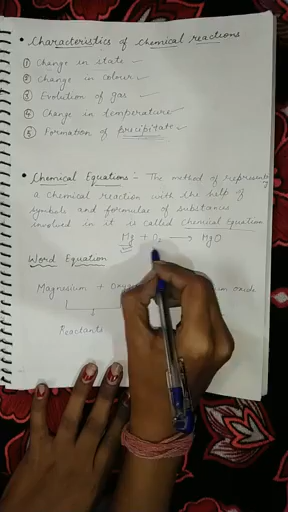 • Characteristics of Chemical reactions
① Change in state
② Change in colour
③ Evolution of gas
④ Change in temperature
⑤ Formation of precipitate
• Chemical Equations :- The method of representing
a chemical reaction with the help of
symbols and formulas of substances
involved in it is called Chemical Equation
Mg + O₂ → MgO
Word Equation
Magnesium + oxide
Reactants